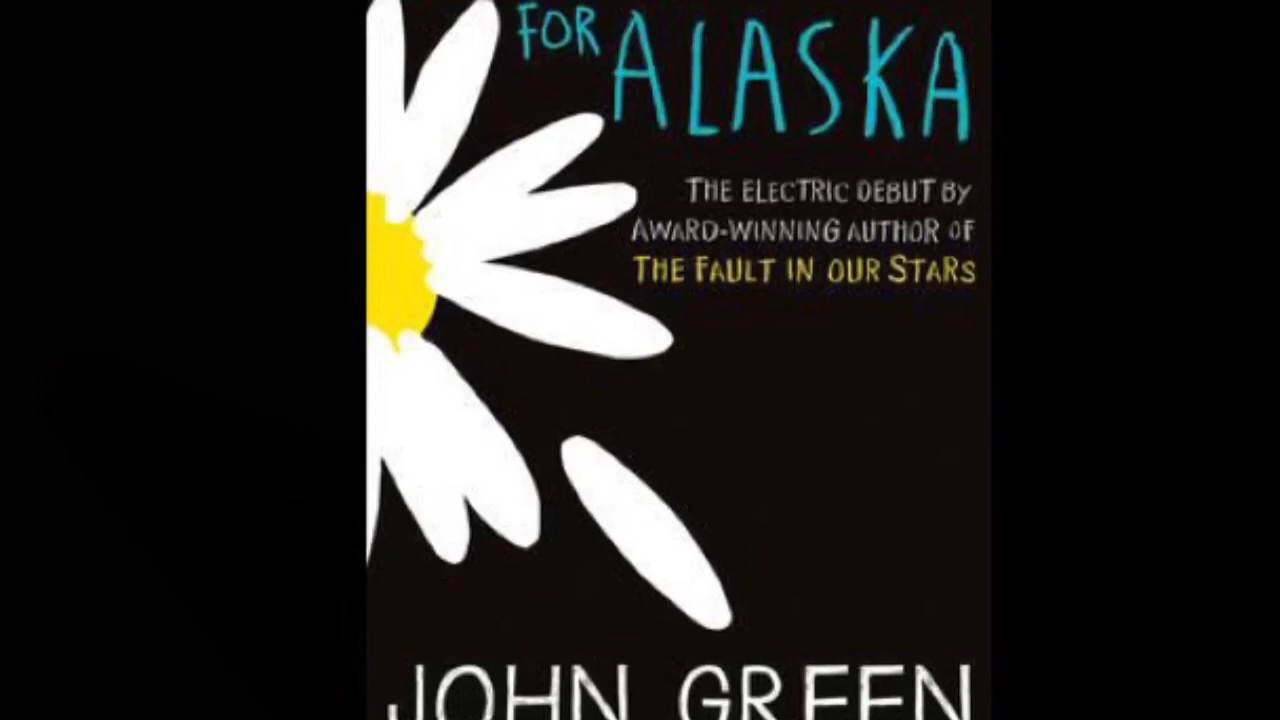 FOR ALASKA
THE ELECTRIC DEBUT BY
AWARD-WINNING AUTHOR OF
THE FAULT IN OUR STARS
JOHN GREEN